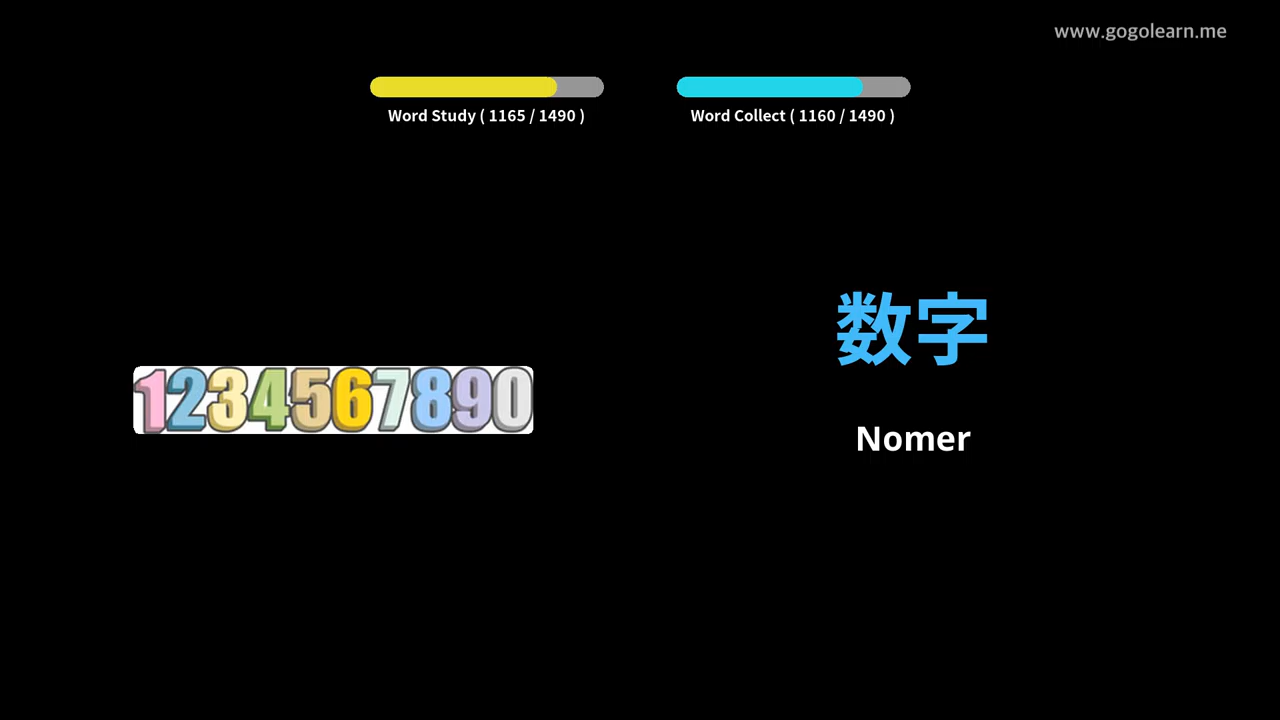 www.gogolearn.me
Word Study ( 1165 / 1490 )
Word Collect ( 1160 / 1490 )
1234567890
数字
Nomer